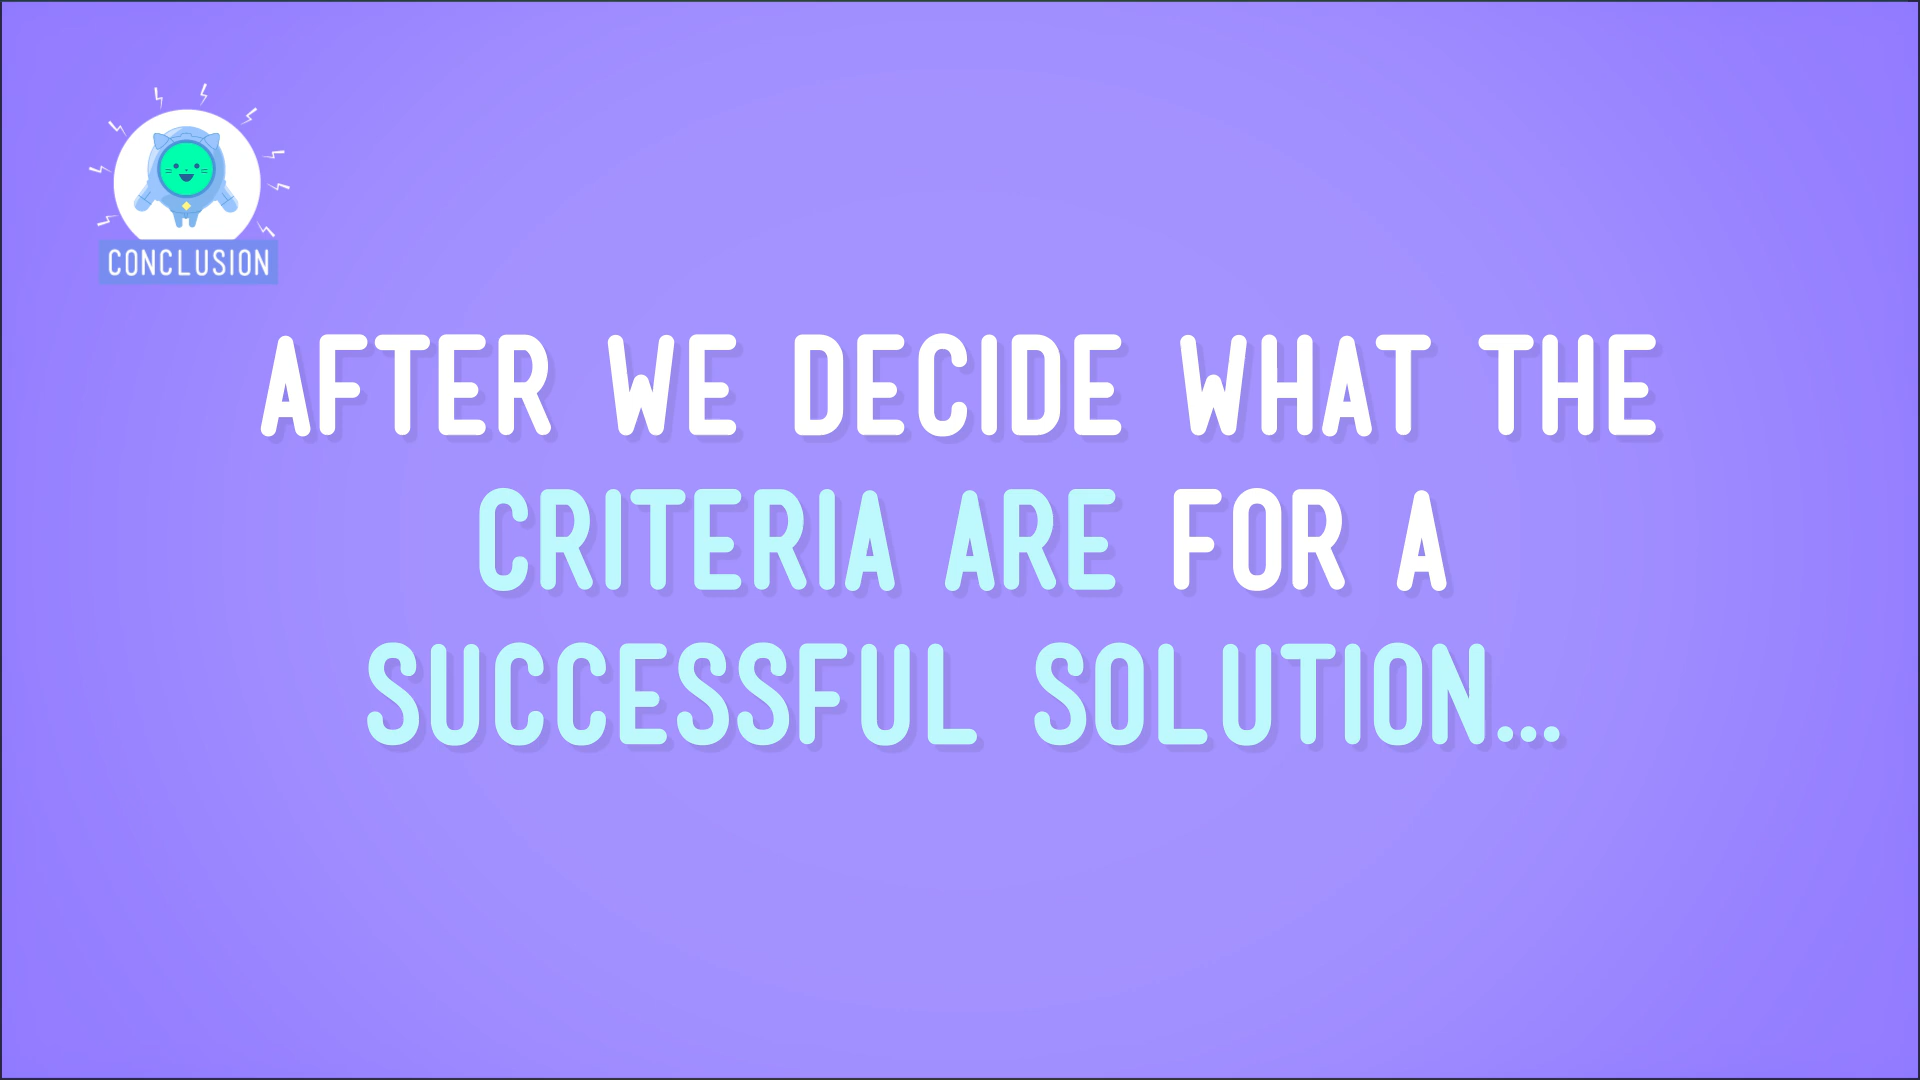 CONCLUSION
AFTER WE DECIDE WHAT THE
CRITERIA ARE FOR A
SUCCESSFUL SOLUTION...